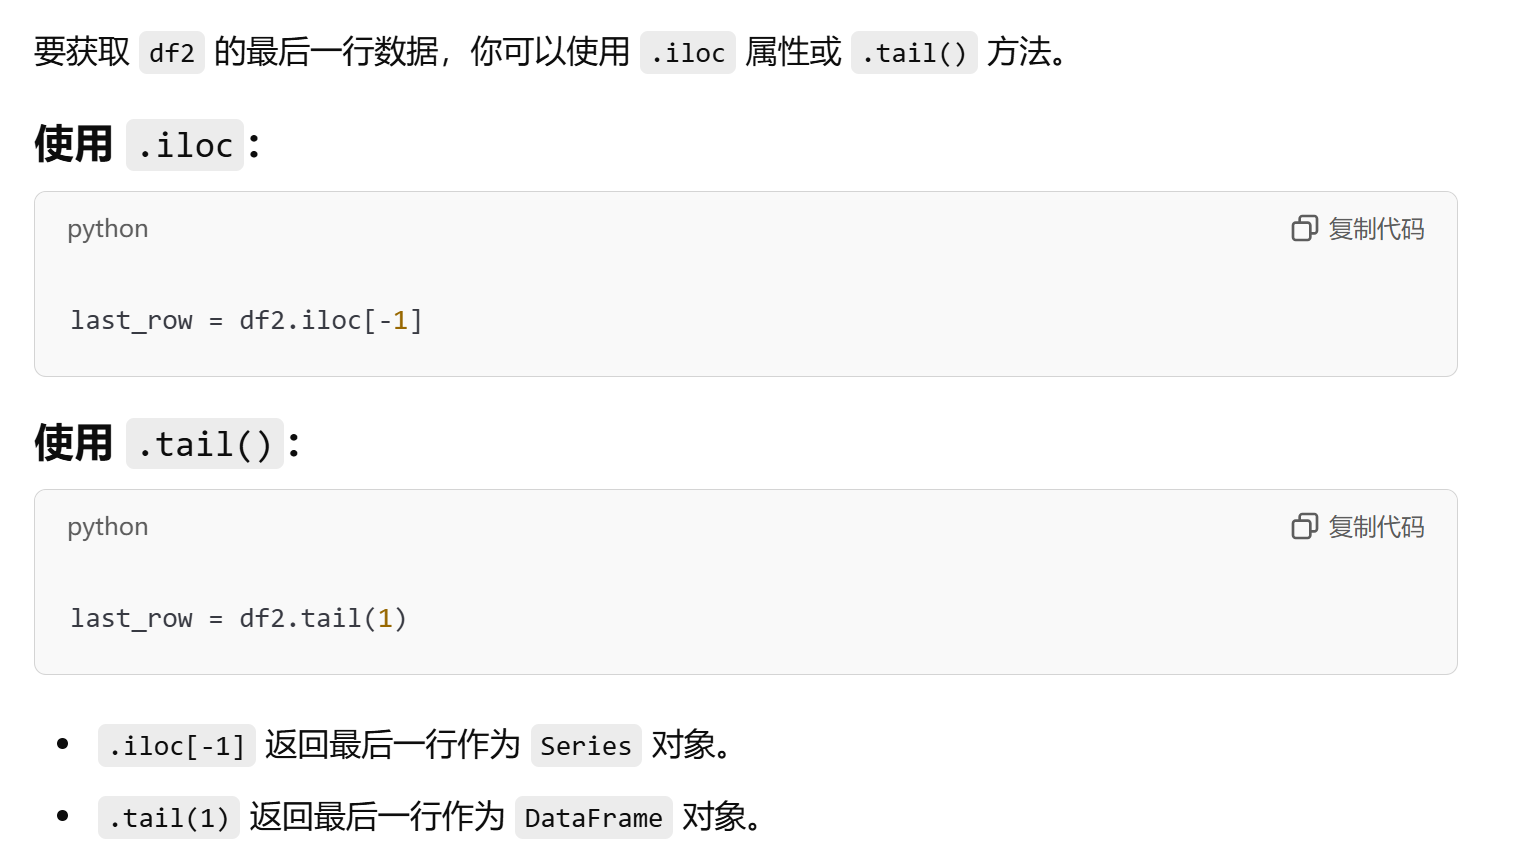 要获取 df2 的最后一行数据，你可以使用 .iloc 属性或 .tail() 方法。
使用 .iloc：
python 复制代码
last_row = df2.iloc[-1]
使用 .tail()：
python 复制代码
last_row = df2.tail(1)
• .iloc[-1] 返回最后一行作为 Series 对象。
• .tail(1) 返回最后一行作为 DataFrame 对象。